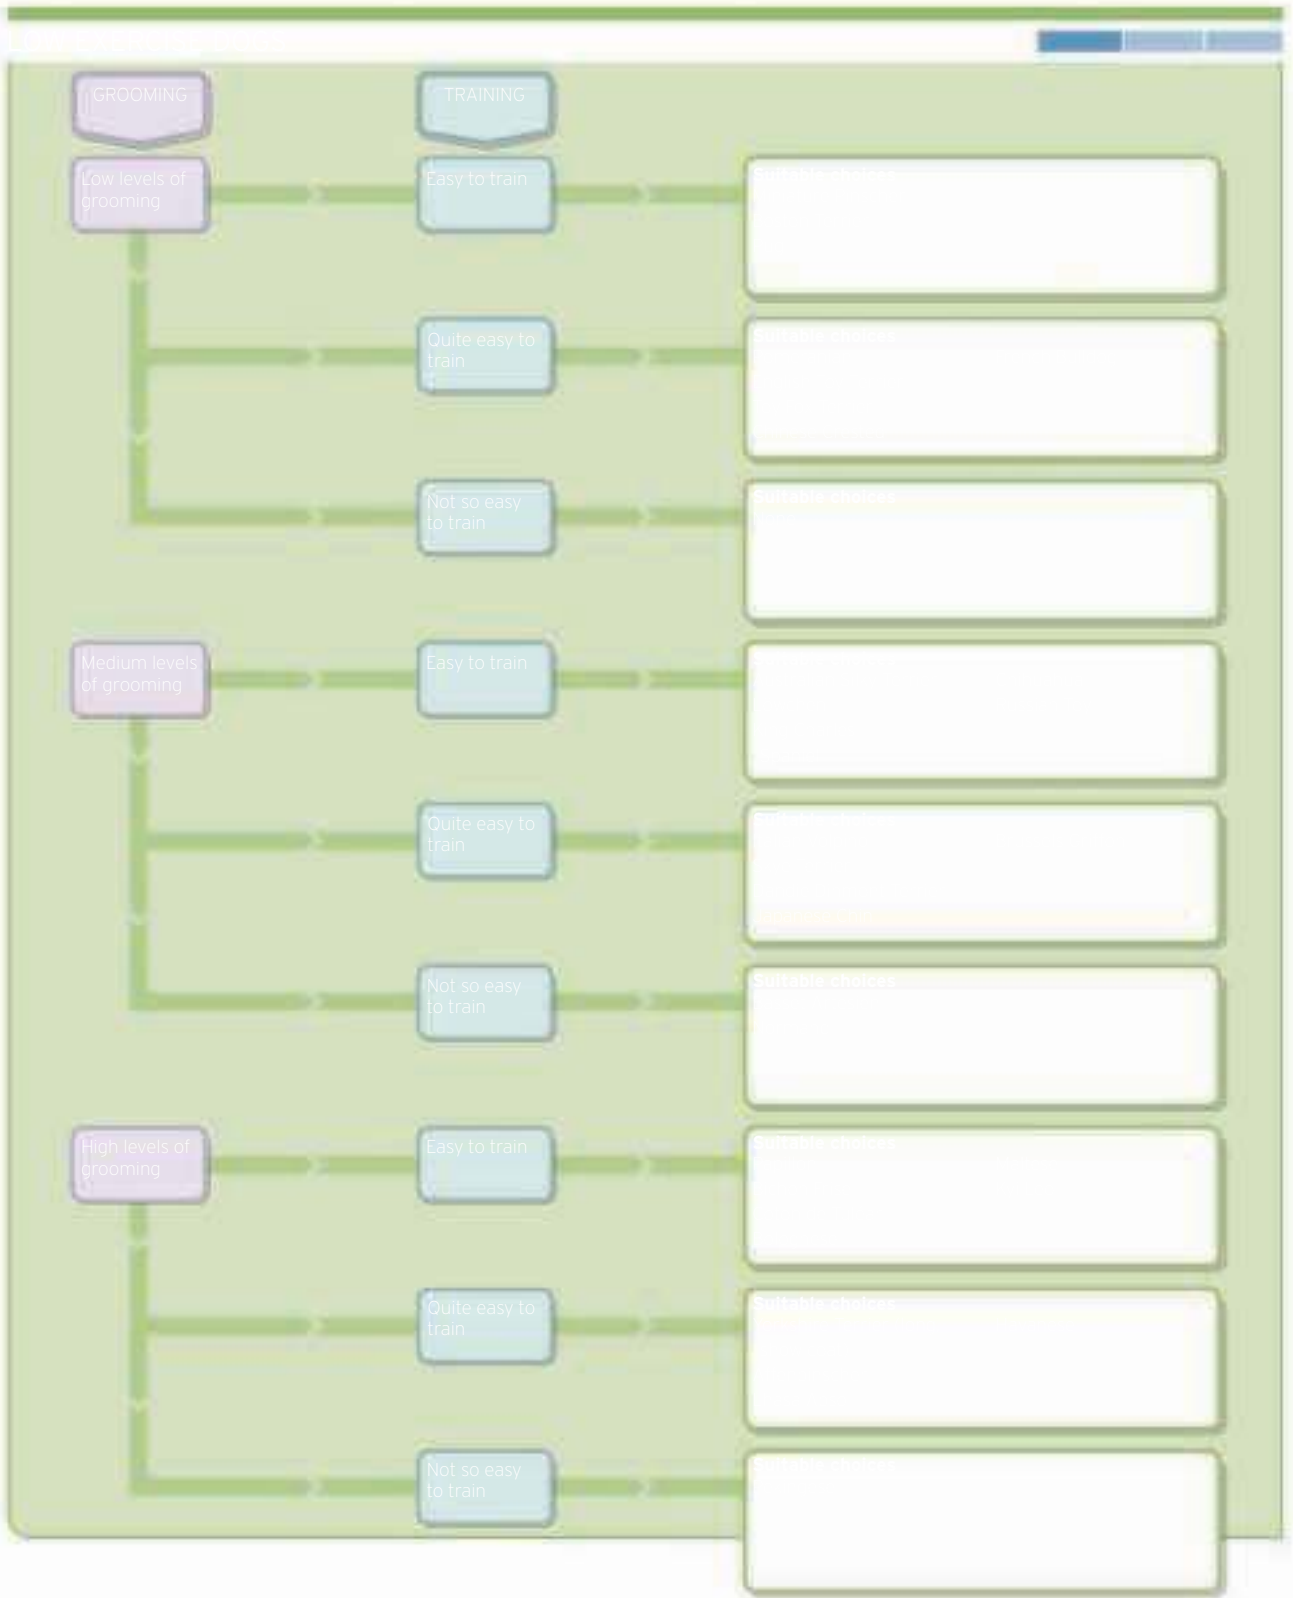 GROOMING
TRAINING
Low levels of
grooming
Easy to train
Suitable choices
Quite easy to
train
Suitable choices
Not so easy
to train
Suitable choices
Medium levels
of grooming
Easy to train
Quite easy to
train
Not so easy
to train
Suitable choices
High levels of
grooming
Easy to train
Suitable choices
Quite easy to
train
Suitable choices
Not so easy
to train
Suitable choices